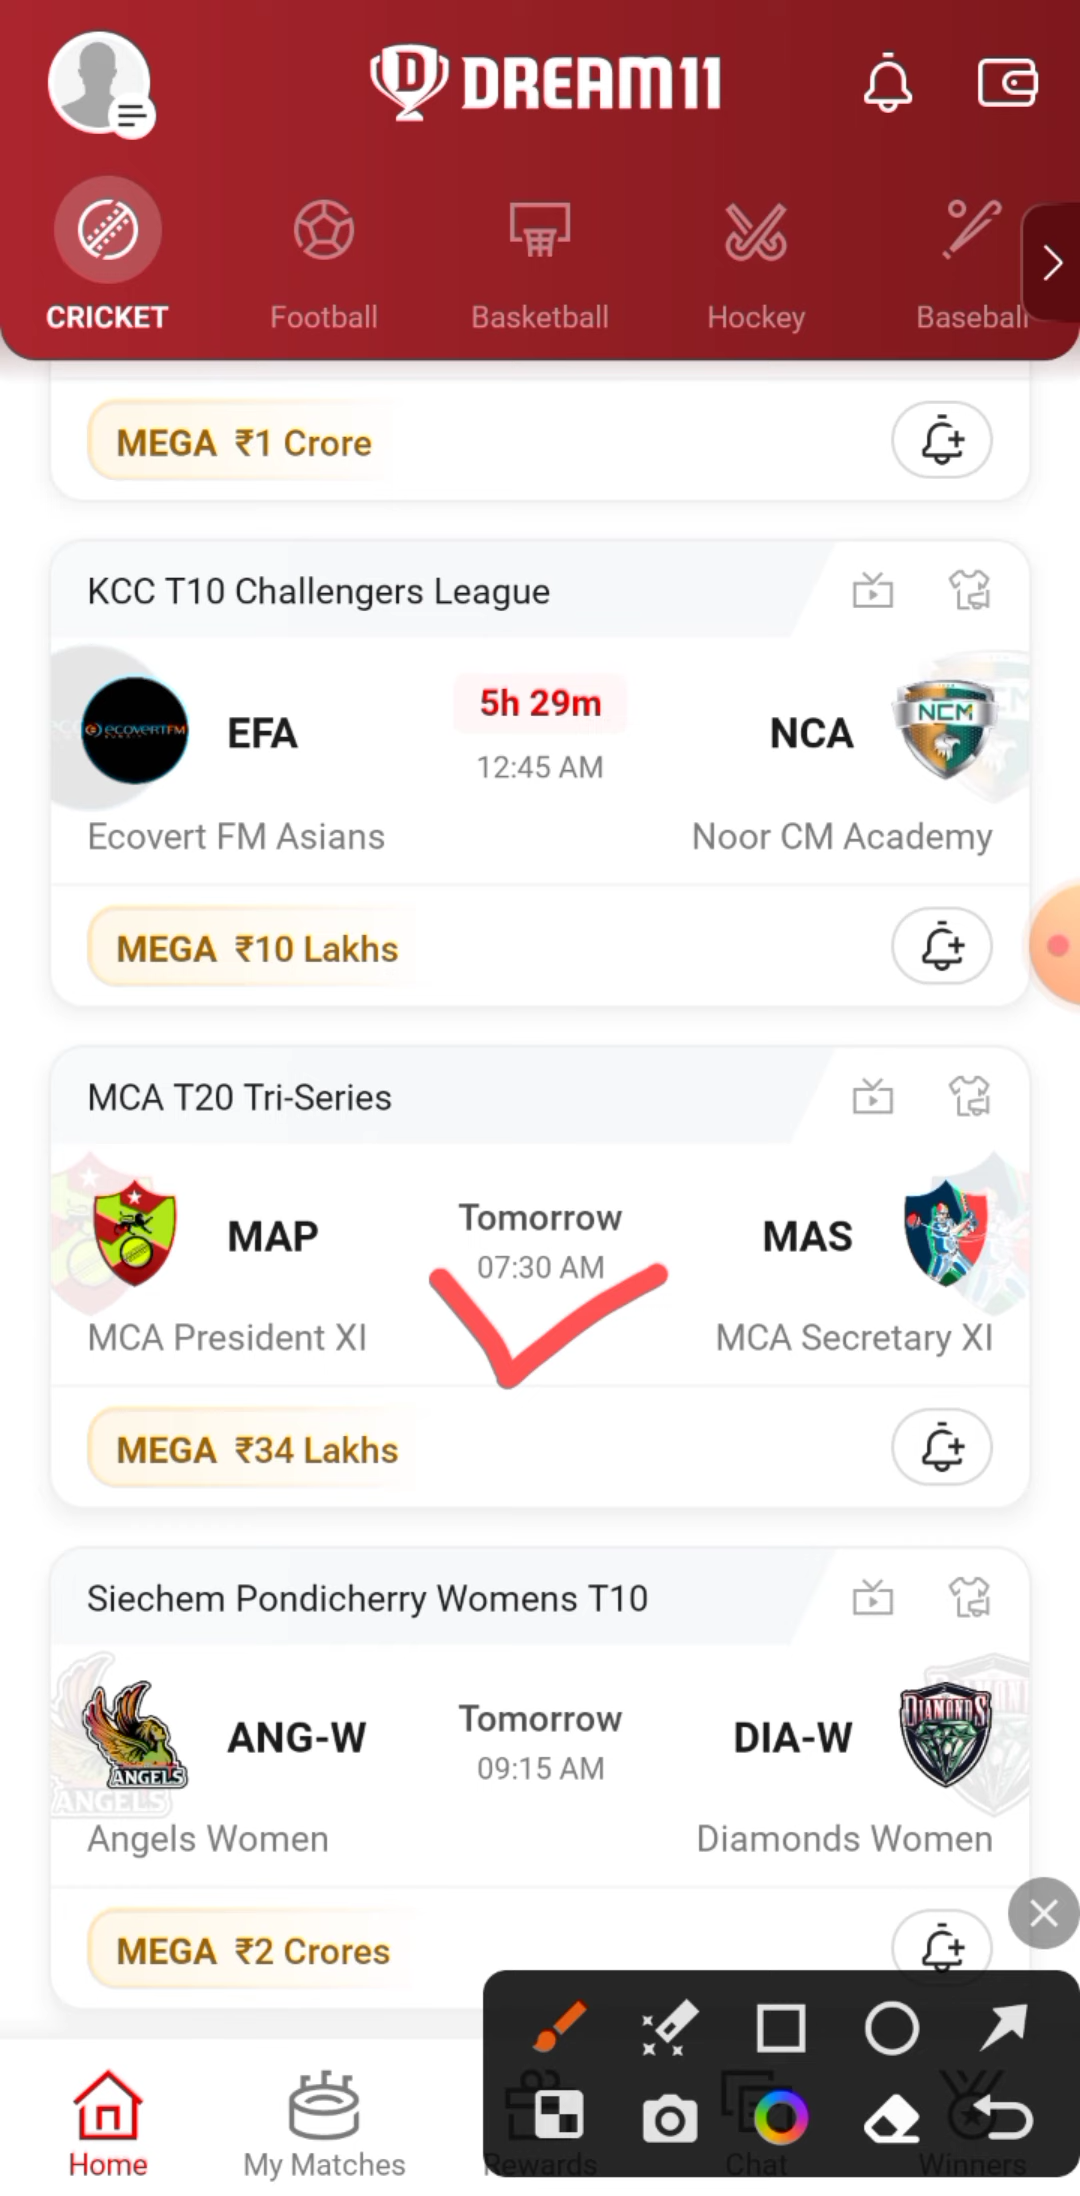 DREAM11
CRICKET Football Basketball Hockey Baseball
MEGA ₹1 Crore
KCC T10 Challengers League
ecovertfm
EFA 5h 29m NCA NCM
12:45 AM
Ecovert FM Asians Noor CM Academy
MEGA ₹10 Lakhs
MCA T20 Tri-Series
MAP Tomorrow MAS
07:30 AM
MCA President XI MCA Secretary XI
MEGA ₹34 Lakhs
Siechem Pondicherry Womens T10
ANGELS ANG-W Tomorrow DIA-W DIAMONDS
ANGELS 09:15 AM
Angels Women Diamonds Women
MEGA ₹2 Crores
Home My Matches Rewards Chat Winners